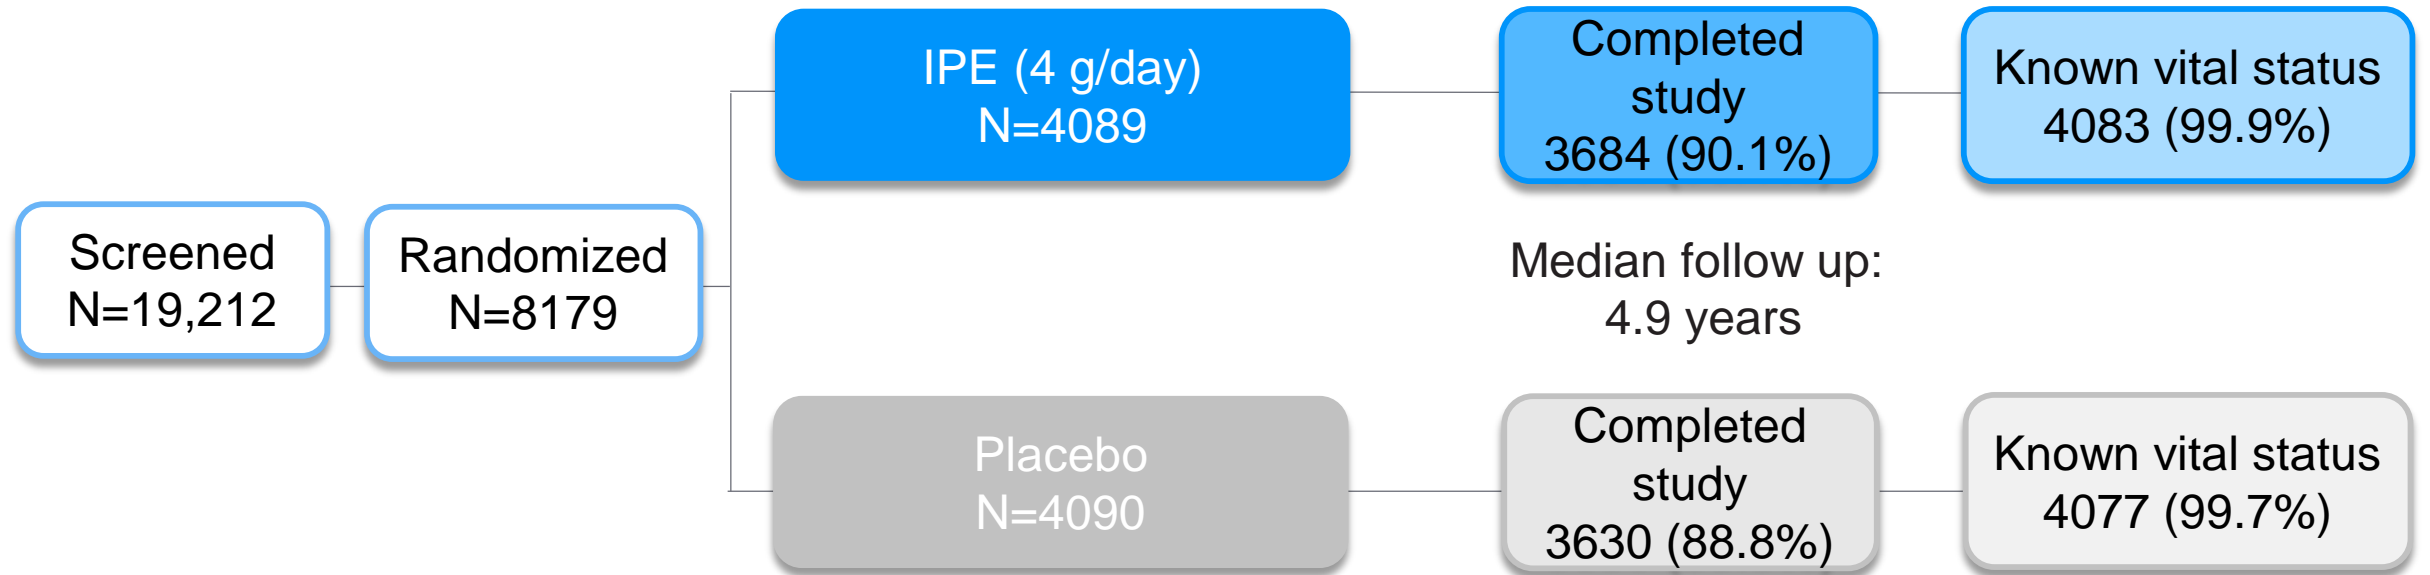 Screened
N=19,212
Randomized
N=8179
IPE (4 g/day)
N=4089
Completed
study
3684 (90.1%)
Known vital status
4083 (99.9%)
Median follow up:
4.9 years
Placebo
N=4090
Completed
study
3630 (88.8%)
Known vital status
4077 (99.7%)